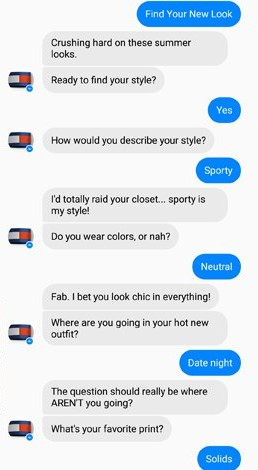 Find Your New Look
Crushing hard on these summer
looks.
Ready to find your style?
Yes
How would you describe your style?
Sporty
I'd totally raid your closet... sporty is
my style!
Do you wear colors, or nah?
Neutral
Fab. I bet you look chic in everything!
Where are you going in your hot new
outfit?
Date night
The question should really be where
AREN'T you going?
What's your favorite print?
Solids